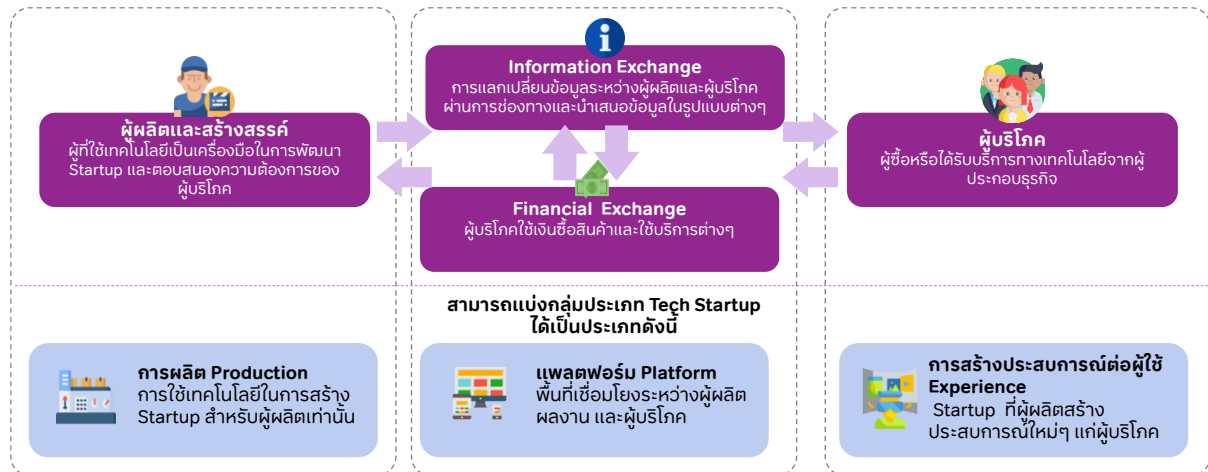 ผู้ผลิตและสร้างสรรค์
ผู้ที่ใช้เทคโนโลยีเป็นเครื่องมือในการพัฒนา
Startup และตอบสนองความต้องการของ
ผู้บริโภค
Information Exchange
การแลกเปลี่ยนข้อมูลระหว่างผู้ผลิตและผู้บริโภค
ผ่านการช่องทางและนำเสนอข้อมูลในรูปแบบต่างๆ
Financial Exchange
ผู้บริโภคใช้เงินซื้อสินค้าและใช้บริการต่างๆ
ผู้บริโภค
ผู้ซื้อหรือได้รับบริการทางเทคโนโลยีจากผู้
ประกอบธุรกิจ
สามารถแบ่งกลุ่มประเภท Tech Startup
ได้เป็นประเภทดังนี้
การผลิต Production
การใช้เทคโนโลยีในการสร้าง
Startup สำหรับผู้ผลิตเท่านั้น
แพลตฟอร์ม Platform
พื้นที่เชื่อมโยงระหว่างผู้ผลิต
ผลงาน และผู้บริโภค
การสร้างประสบการณ์ต่อผู้ใช้
Experience
Startup ที่ผู้ผลิตสร้าง
ประสบการณ์ใหม่ๆ แก่ผู้บริโภค